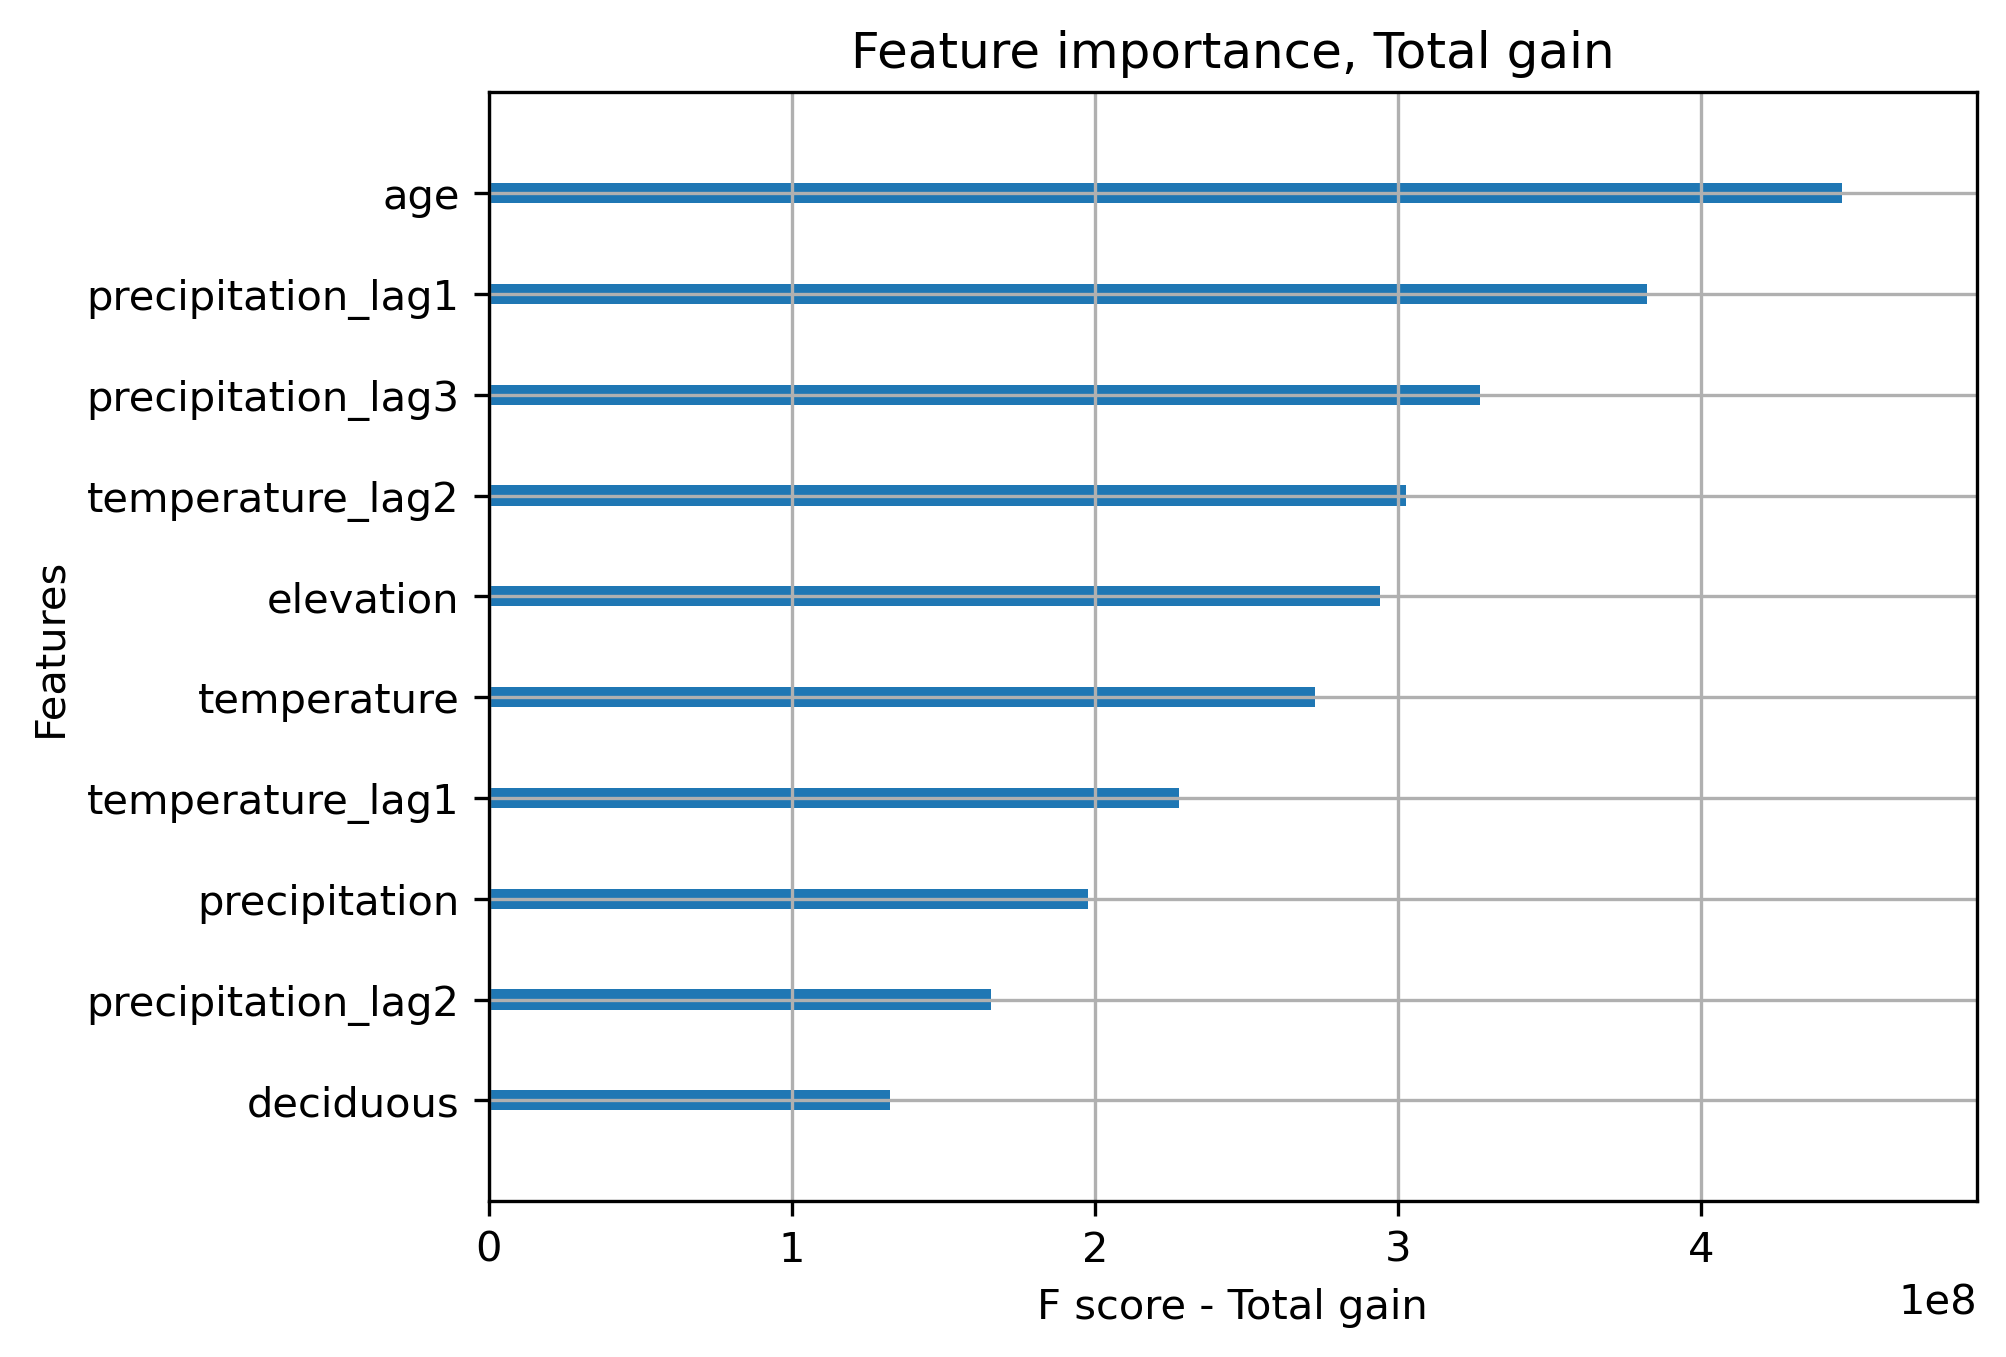 Feature importance, Total gain
Features
age
precipitation_lag1
precipitation_lag3
temperature_lag2
elevation
temperature
temperature_lag1
precipitation
precipitation_lag2
deciduous
0 1 2 3 4
1e8
F score - Total gain